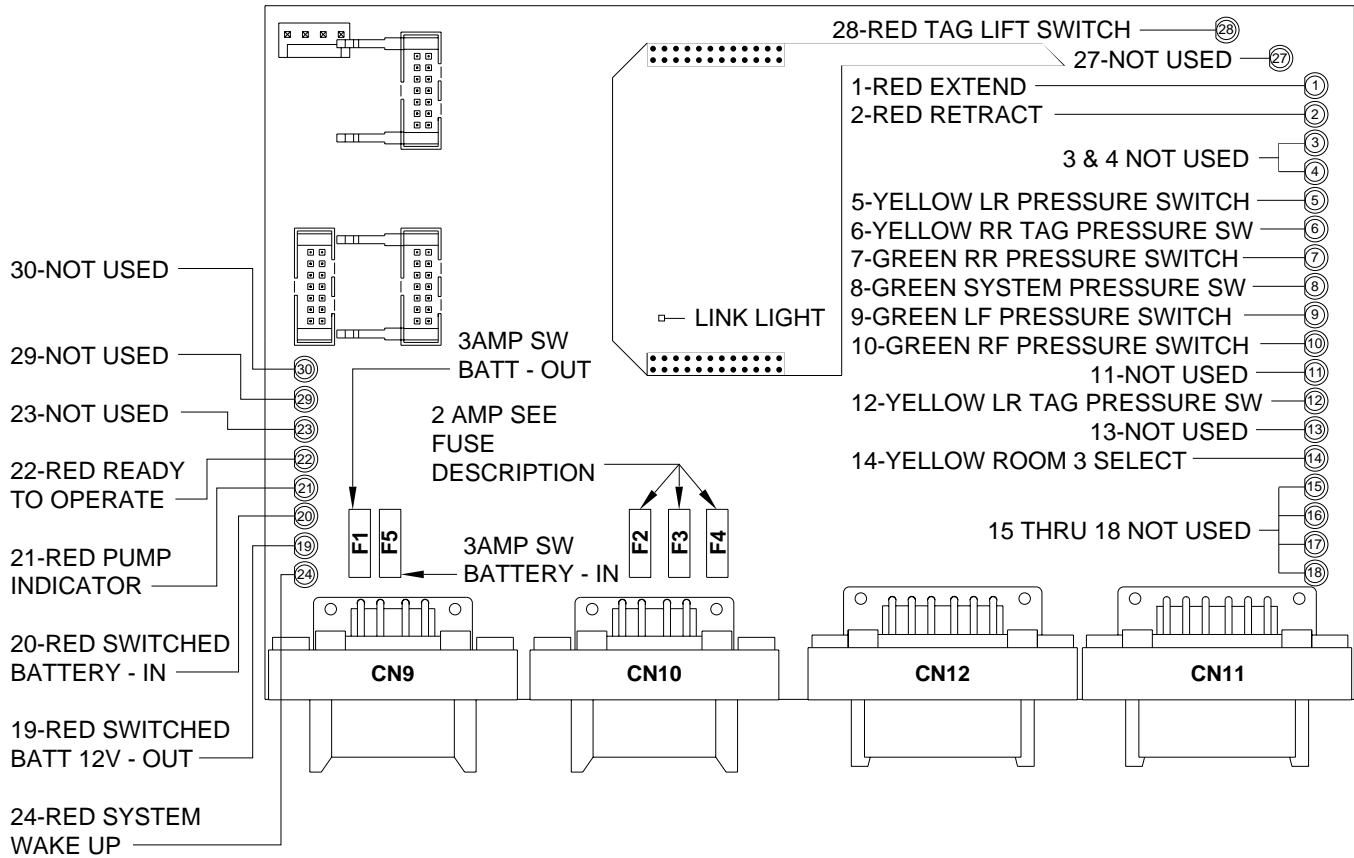 28-RED TAG LIFT SWITCH
28
27-NOT USED
27
1-RED EXTEND
1
2-RED RETRACT
2
3 & 4 NOT USED
3
4
5-YELLOW LR PRESSURE SWITCH
5
6-YELLOW RR TAG PRESSURE SW
6
7-GREEN RR PRESSURE SWITCH
7
8-GREEN SYSTEM PRESSURE SW
8
9-GREEN LF PRESSURE SWITCH
9
10-GREEN RF PRESSURE SWITCH
10
11-NOT USED
11
12-YELLOW LR TAG PRESSURE SW
12
13-NOT USED
13
14-YELLOW ROOM 3 SELECT
14
15 THRU 18 NOT USED
15
16
17
18
LINK LIGHT
30-NOT USED
30
29-NOT USED
29
23-NOT USED
23
22-RED READY
TO OPERATE
22
21-RED PUMP
INDICATOR
21
20-RED SWITCHED
BATTERY - IN
20
19-RED SWITCHED
BATT 12V - OUT
19
24-RED SYSTEM
WAKE UP
24
3AMP SW
BATT - OUT
2 AMP SEE
FUSE
DESCRIPTION
F1
F5
3AMP SW
BATTERY - IN
F2
F3
F4
CN9
CN10
CN12
CN11